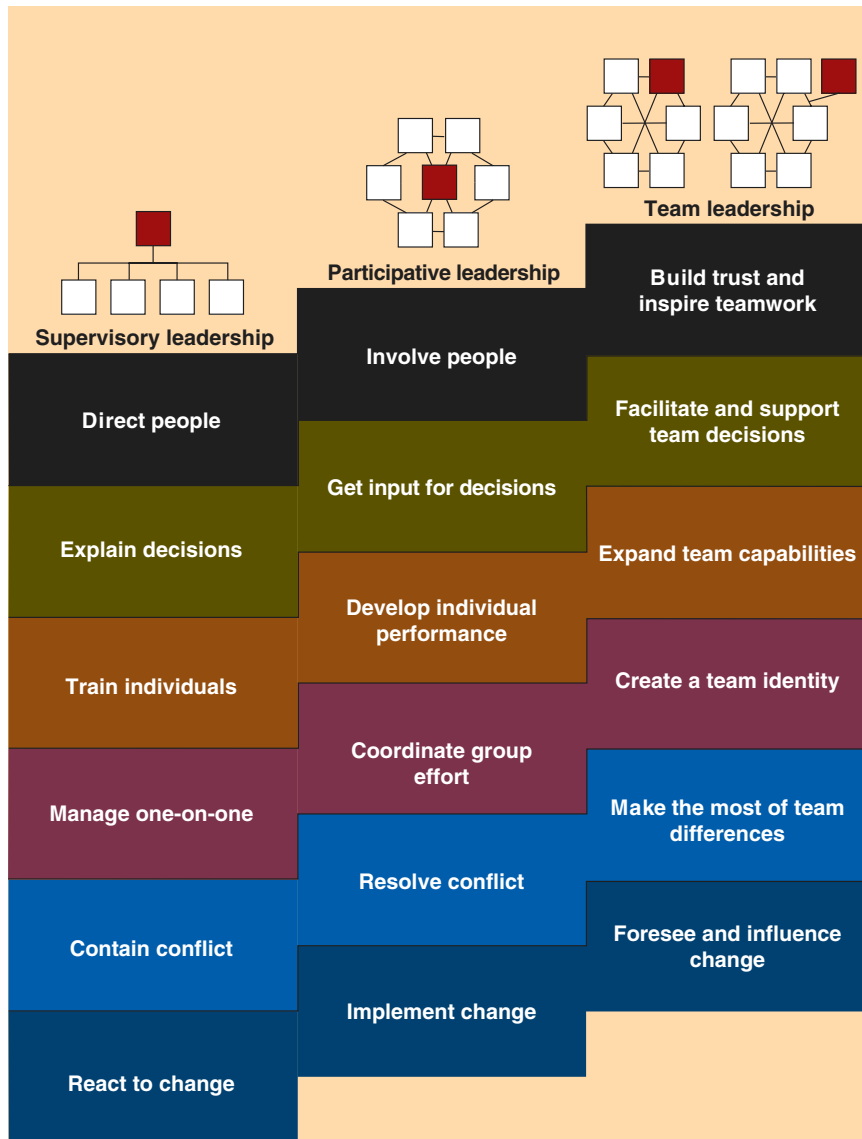 Supervisory leadership
Direct people
Explain decisions
Train individuals
Manage one-on-one
Contain conflict
React to change
Participative leadership
Involve people
Get input for decisions
Develop individual
performance
Coordinate group
effort
Resolve conflict
Implement change
Team leadership
Build trust and
inspire teamwork
Facilitate and support
team decisions
Expand team capabilities
Create a team identity
Make the most of team
differences
Foresee and influence
change